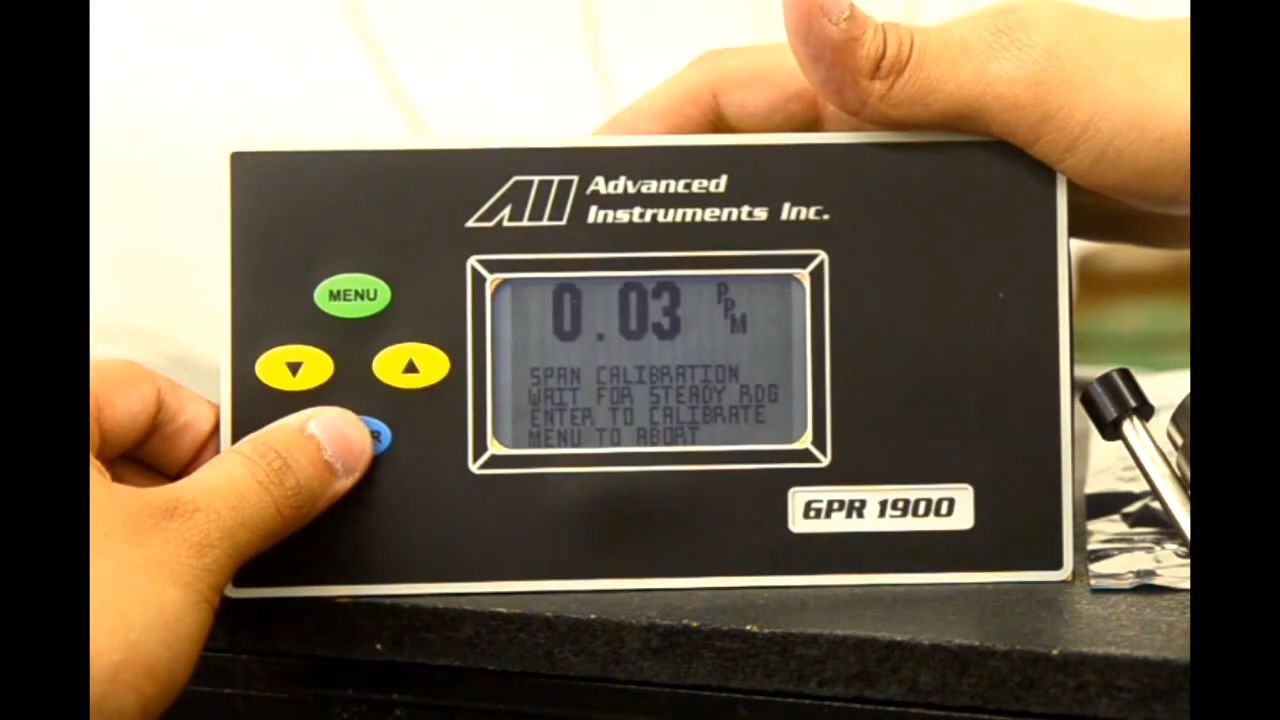 Advanced
Instruments Inc.
MENU
0.03 PPM
SPAN CALIBRATION
WAIT FOR STEADY RDG
ENTER TO CALIBRATE
MENU TO ABORT
GPR 1900